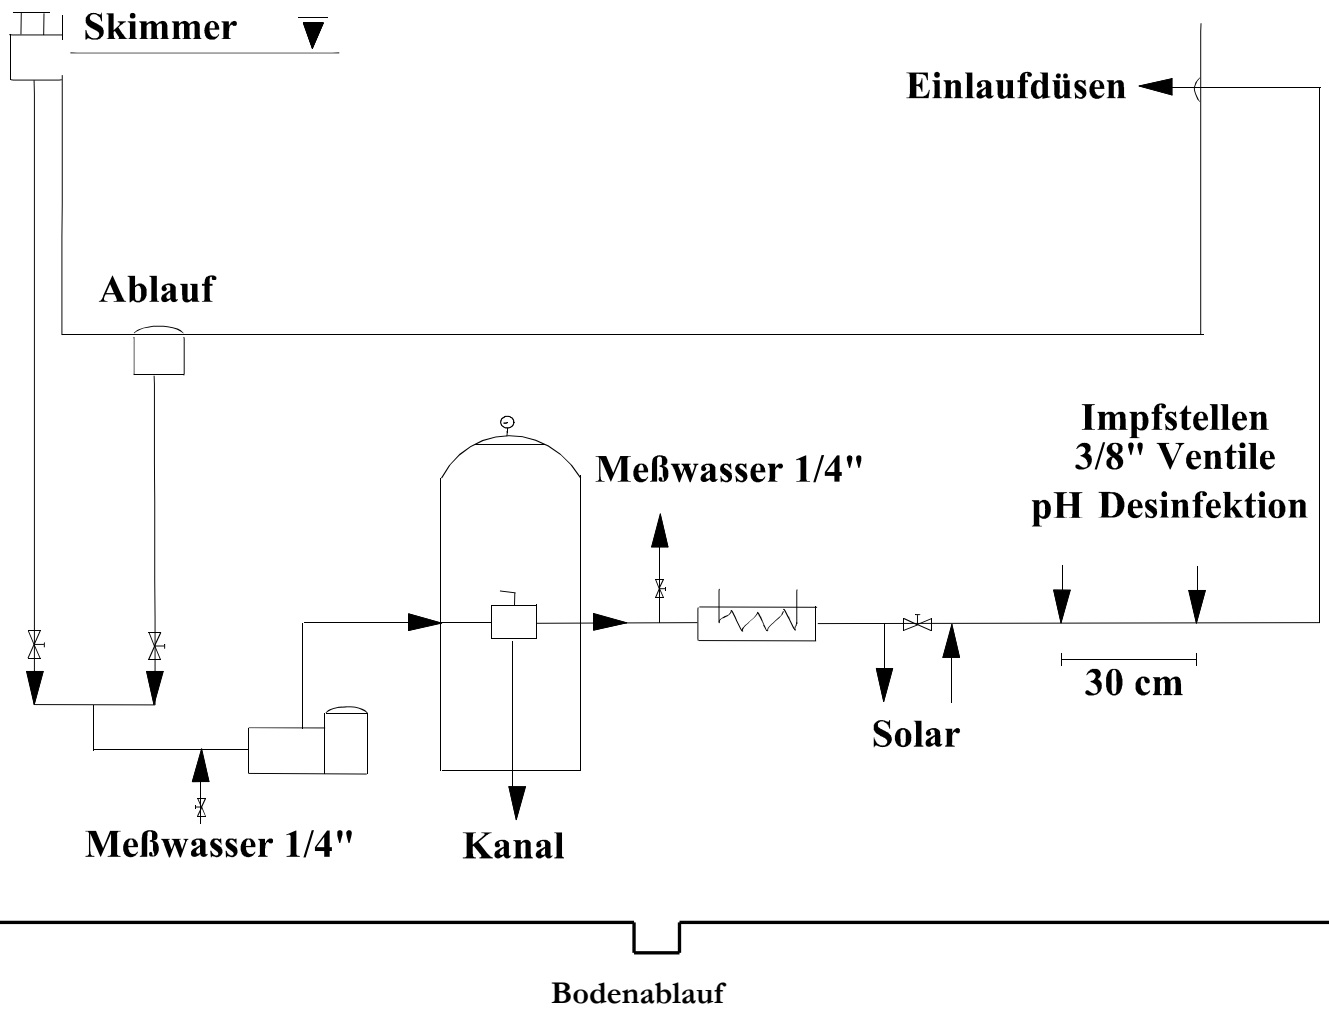 Skimmer
Einlaufdüsen
Ablauf
Impfstellen
3/8" Ventile
pH Desinfektion
Meßwasser 1/4"
30 cm
Solar
Meßwasser 1/4"
Kanal
Bodenablauf